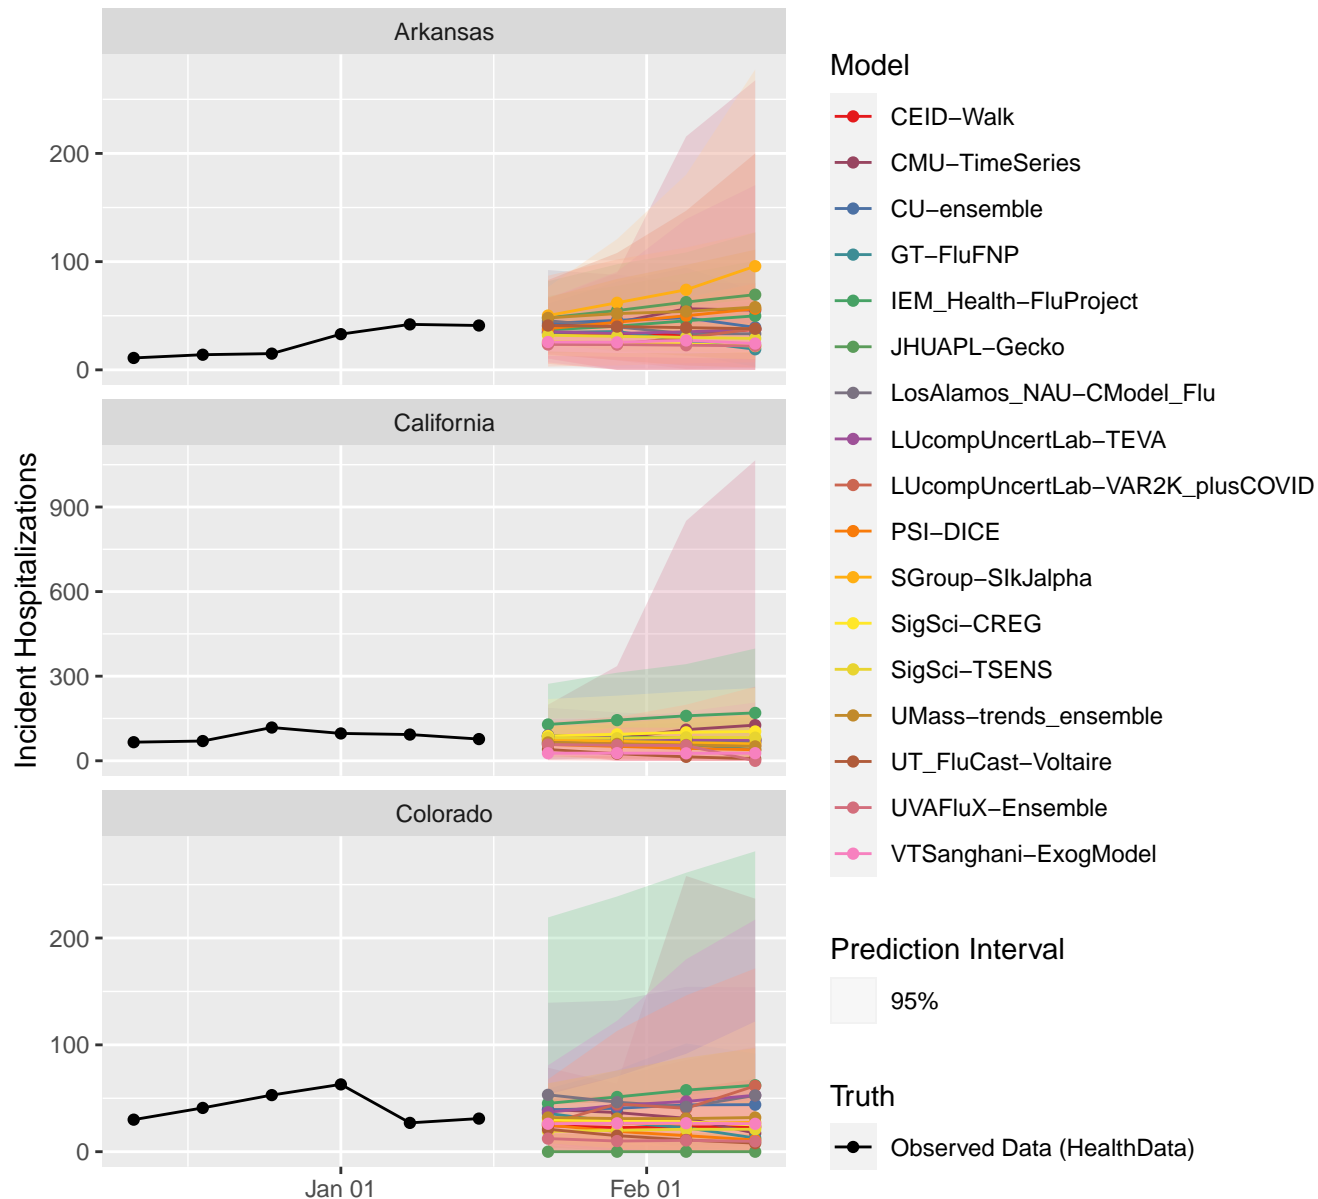 Arkansas
200
100
0
California
900
600
300
0
Colorado
200
100
0
Jan 01
Feb 01
Incident Hospitalizations
Model
CEID−Walk
CMU−TimeSeries
CU−ensemble
GT−FluFNP
IEM_Health−FluProject
JHUAPL−Gecko
LosAlamos_NAU−CModel_Flu
LUcompUncertLab−TEVA
LUcompUncertLab−VAR2K_plusCOVID
PSI−DICE
SGroup−SIkJalpha
SigSci−CREG
SigSci−TSENS
UMass−trends_ensemble
UT_FluCast−Voltaire
UVAFluX−Ensemble
VTSanghani−ExogModel
Prediction Interval
95%
Truth
Observed Data (HealthData)